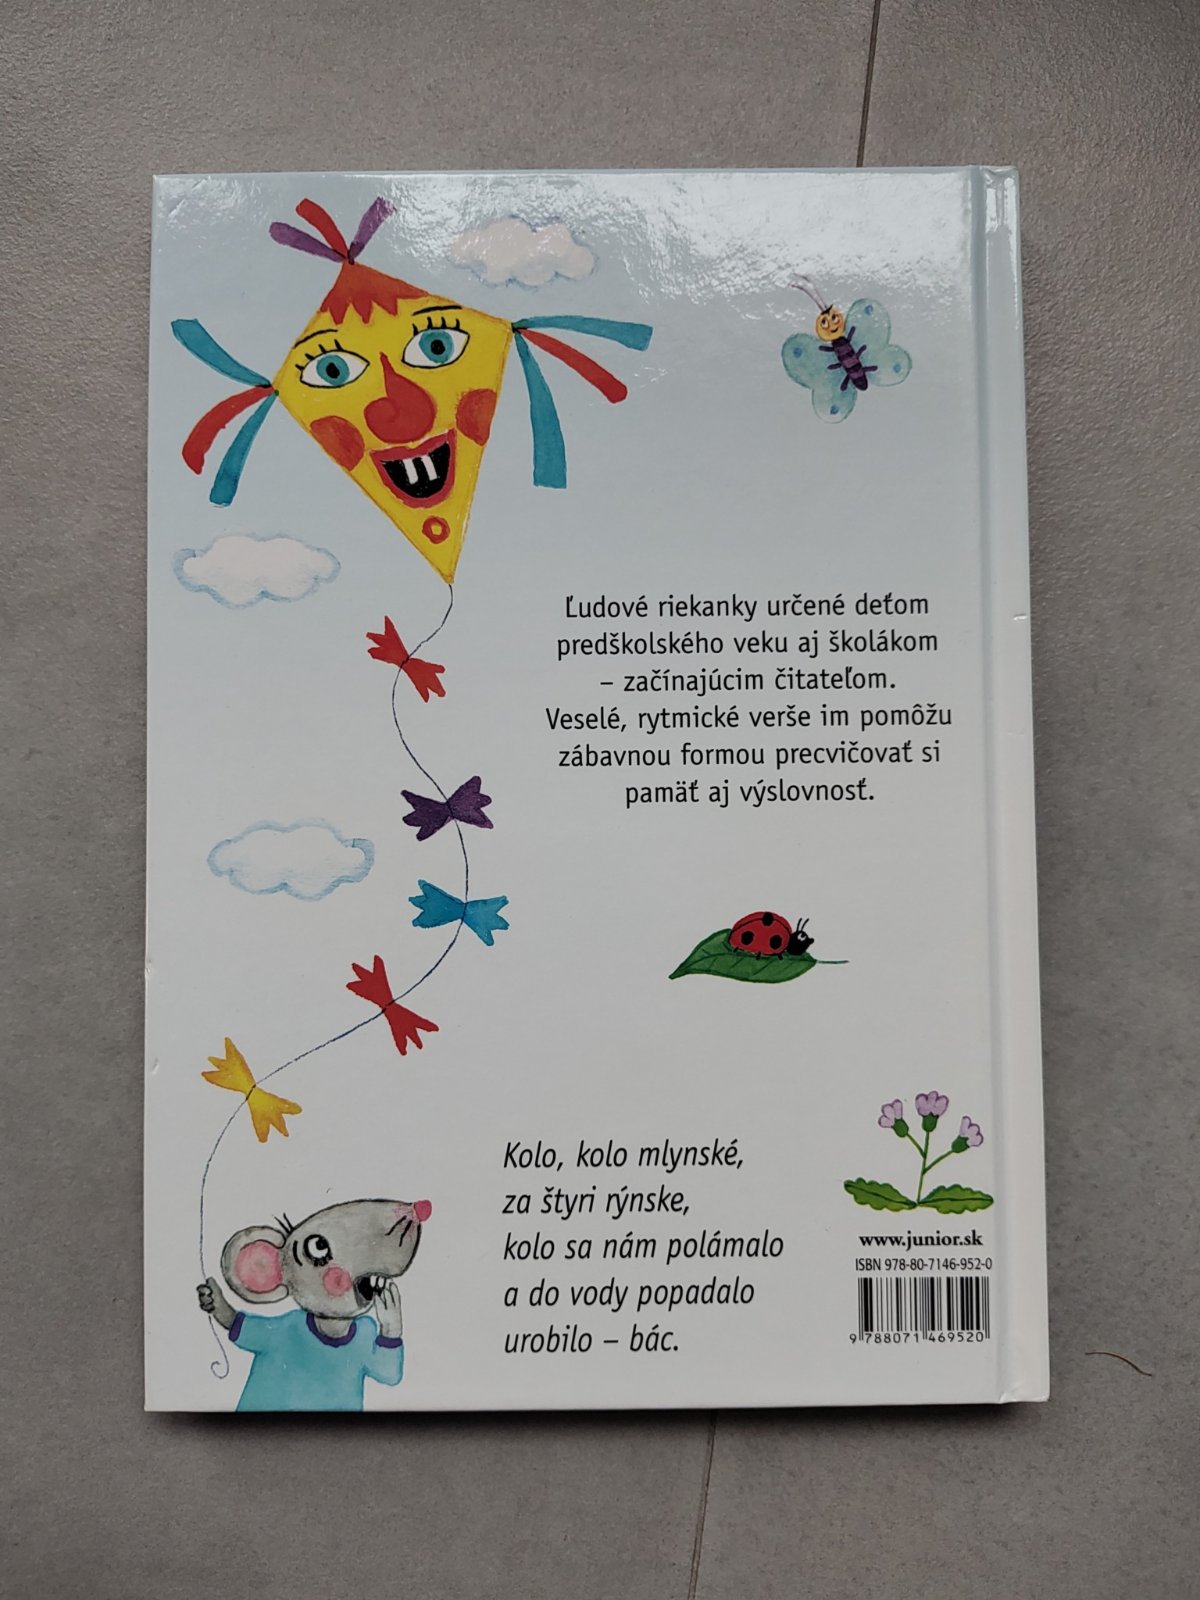 Ľudové riekanky určené deťom
predškolského veku aj školákom
– začínajúcim čitateľom.
Veselé, rytmické verše im pomôžu
zábavnou formou precvičovať si
pamäť aj výslovnosť.
Kolo, kolo mlynské,
za štyri rýnske,
kolo sa nám polámalo
a do vody popadalo
urobilo – bác.
www.junior.sk
ISBN 978-80-7146-952-0
9 788071 469520